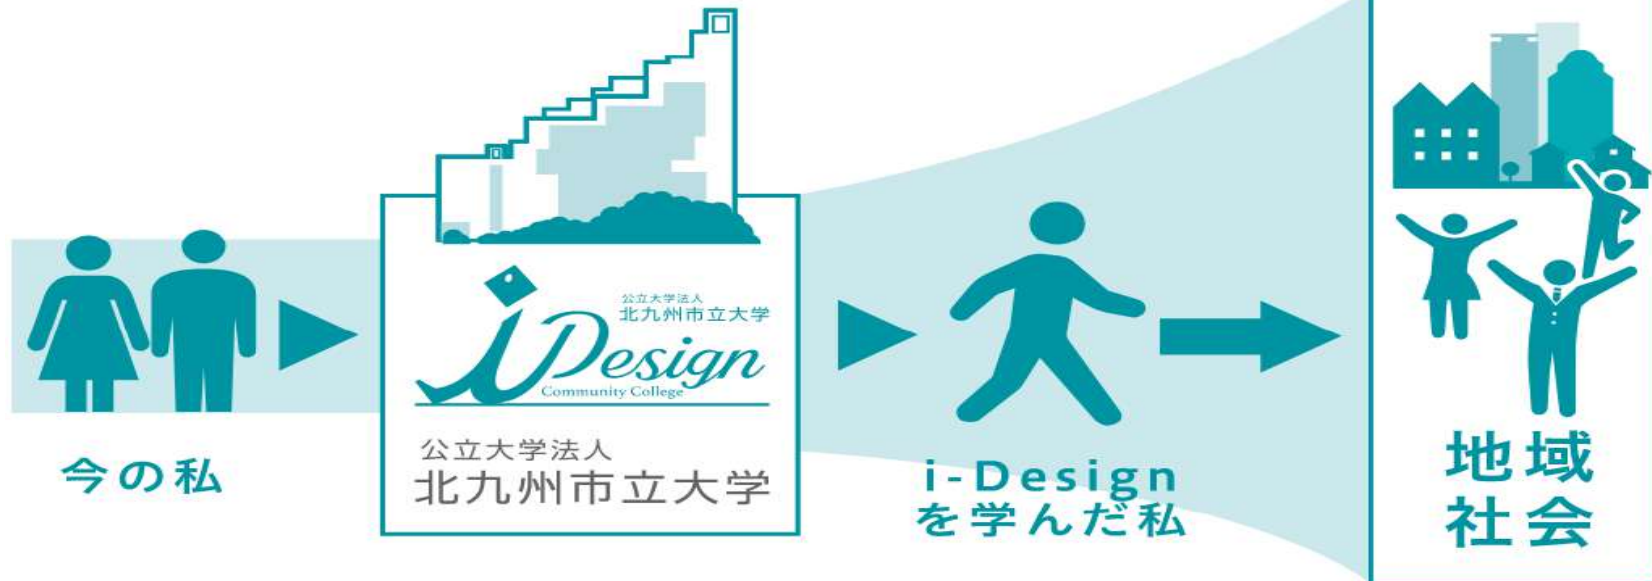 今の私
公立大学法人
北九州市立大学
i Design
Community College
公立大学法人
北九州市立大学
i-Design
を学んだ私
地域
社会